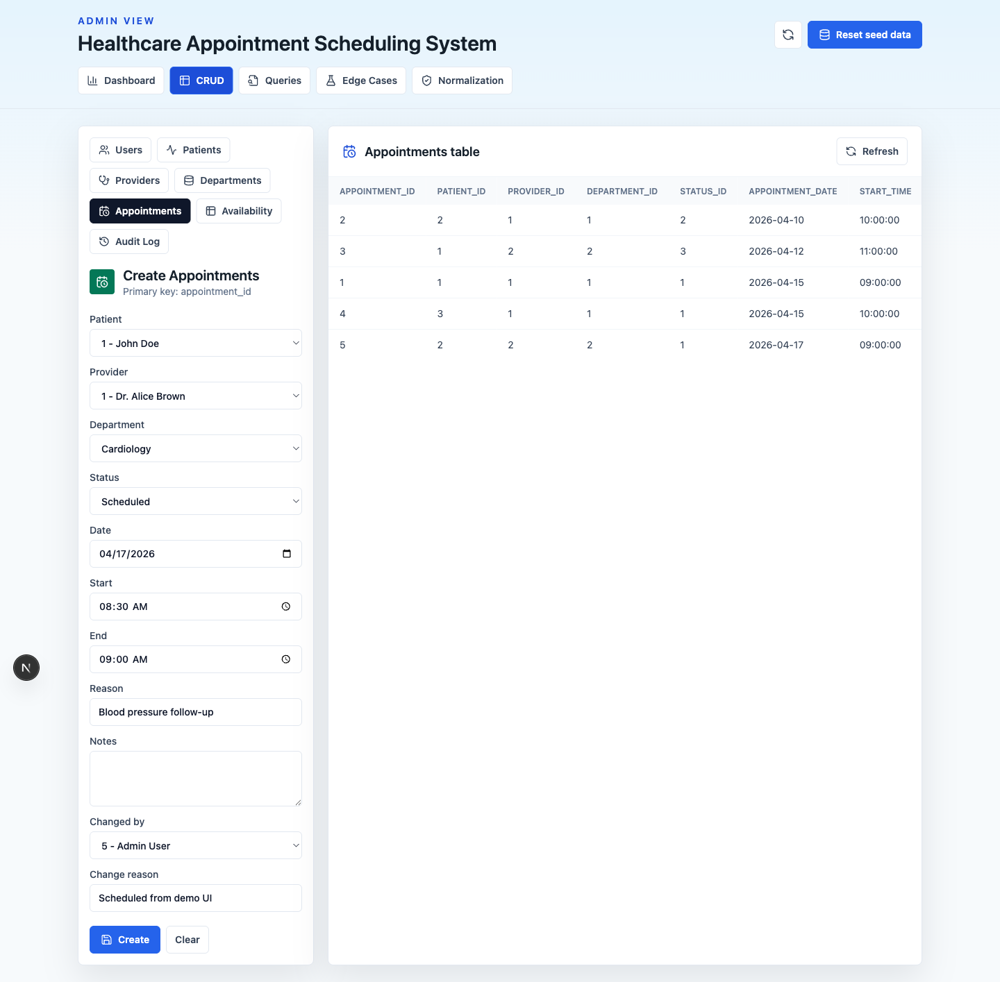 ADMIN VIEW
Healthcare Appointment Scheduling System
Reset seed data
Dashboard CRUD Queries Edge Cases Normalization
Users Patients
Providers Departments
Appointments Availability
Audit Log
Create Appointments
Primary key: appointment_id
Patient
1 - John Doe
Provider
1 - Dr. Alice Brown
Department
Cardiology
Status
Scheduled
Date
04/17/2026
Start
08:30 AM
End
09:00 AM
Reason
Blood pressure follow-up
Notes
Changed by
5 - Admin User
Change reason
Scheduled from demo UI
Create Clear
Appointments table Refresh
APPOINTMENT_ID PATIENT_ID PROVIDER_ID DEPARTMENT_ID STATUS_ID APPOINTMENT_DATE START_TIME
2 2 1 1 2 2026-04-10 10:00:00
3 1 2 2 3 2026-04-12 11:00:00
1 1 1 1 1 2026-04-15 09:00:00
4 3 1 1 1 2026-04-15 10:00:00
5 2 2 2 1 2026-04-17 09:00:00
N